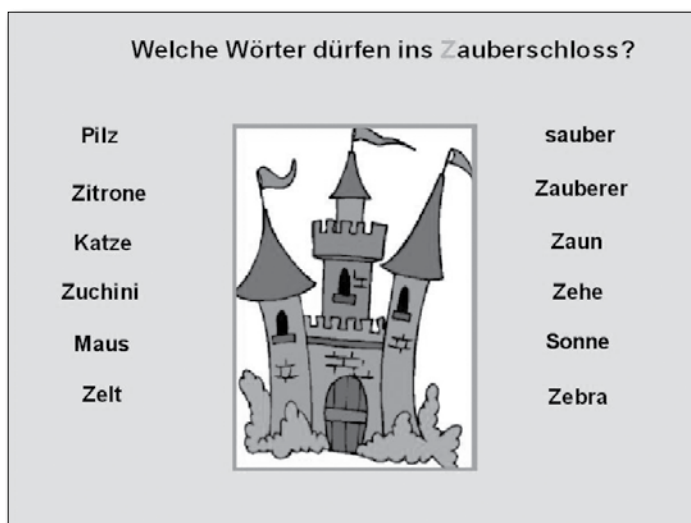 Welche Wörter dürfen ins Zauberschloss?
Pilz
Zitrone
Katze
Zuchini
Maus
Zelt
sauber
Zauberer
Zaun
Zehe
Sonne
Zebra